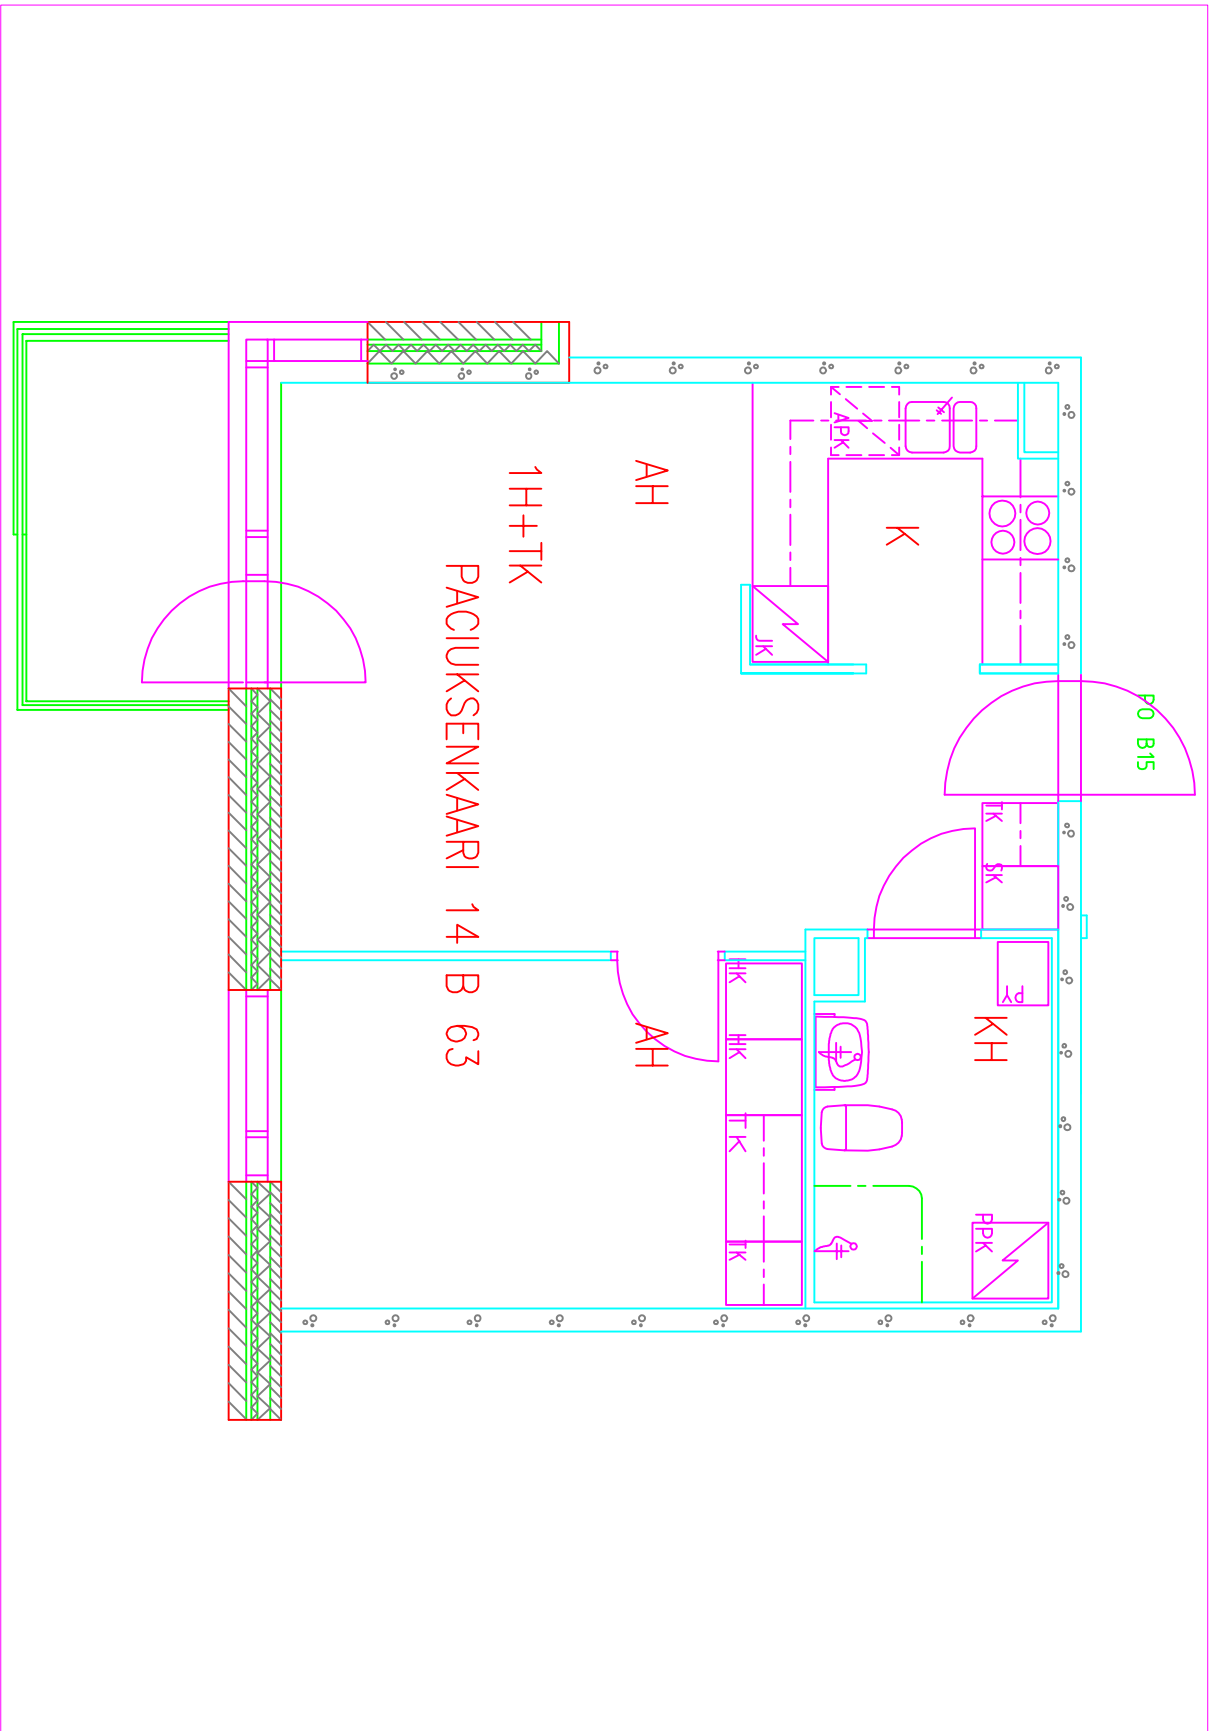 PO B15
PY
TK SK
KH
PPK
K
APK
JK
HK HK TK TK
AH AH
1H+TK
PACIUKSENKAARI 14 B 63